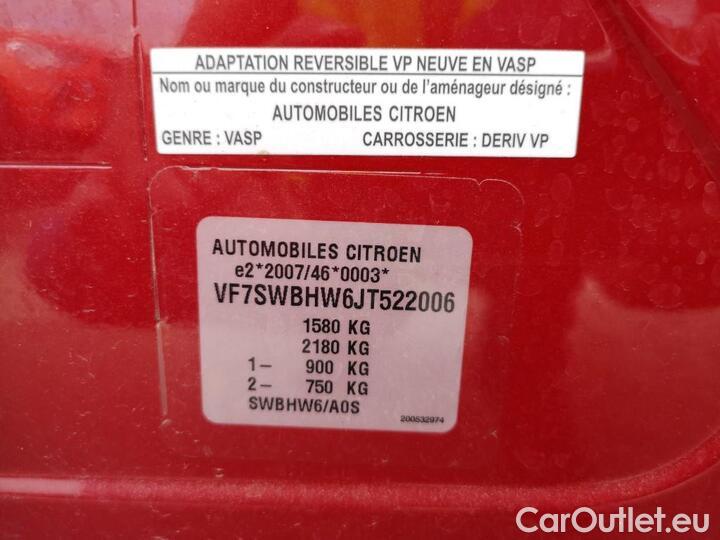 ADAPTATION REVERSIBLE VP NEUVE EN VASP
Nom ou marque du constructeur ou de l'aménageur désigné :
AUTOMOBILES CITROEN
GENRE : VASP CARROSSERIE : DERIV VP
AUTOMOBILES CITROEN
e2*2007/46*0003*
VF7SWBHW6JT522006
1580 KG
2180 KG
1- 900 KG
2- 750 KG
SWBHW6/A0S
200532974
CarOutlet.eu